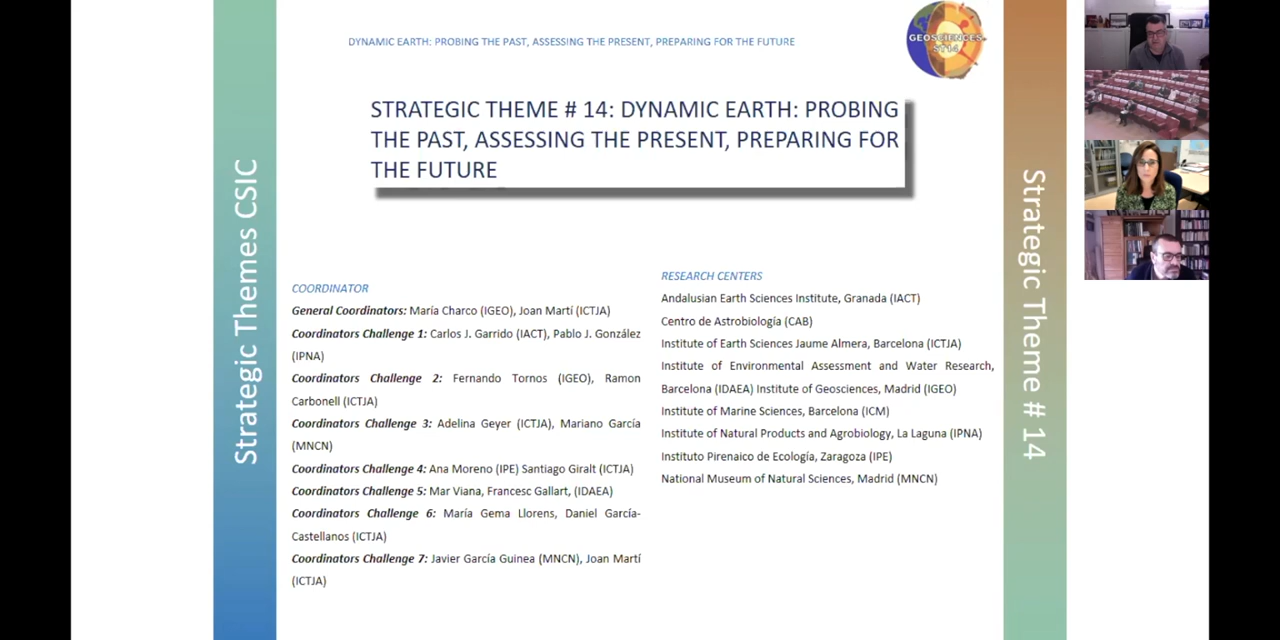 DYNAMIC EARTH: PROBING THE PAST, ASSESSING THE PRESENT, PREPARING FOR THE FUTURE
GEOSCIENCES-
ST14
STRATEGIC THEME # 14: DYNAMIC EARTH: PROBING
THE PAST, ASSESSING THE PRESENT, PREPARING FOR
THE FUTURE
Strategic Themes CSIC
COORDINATOR
General Coordinators: María Charco (IGEO), Joan Martí (ICTJA)
Coordinators Challenge 1: Carlos J. Garrido (IACT), Pablo J. González
(IPNA)
Coordinators Challenge 2: Fernando Tornos (IGEO), Ramon
Carbonell (ICTJA)
Coordinators Challenge 3: Adelina Geyer (ICTJA), Mariano García
(MNCN)
Coordinators Challenge 4: Ana Moreno (IPE) Santiago Giralt (ICTJA)
Coordinators Challenge 5: Mar Viana, Francesc Gallart, (IDAEA)
Coordinators Challenge 6: María Gema Llorens, Daniel García-
Castellanos (ICTJA)
Coordinators Challenge 7: Javier García Guinea (MNCN), Joan Martí
(ICTJA)
RESEARCH CENTERS
Andalusian Earth Sciences Institute, Granada (IACT)
Centro de Astrobiología (CAB)
Institute of Earth Sciences Jaume Almera, Barcelona (ICTJA)
Institute of Environmental Assessment and Water Research,
Barcelona (IDAEA) Institute of Geosciences, Madrid (IGEO)
Institute of Marine Sciences, Barcelona (ICM)
Institute of Natural Products and Agrobiology, La Laguna (IPNA)
Instituto Pirenaico de Ecología, Zaragoza (IPE)
National Museum of Natural Sciences, Madrid (MNCN)
Strategic Theme # 14